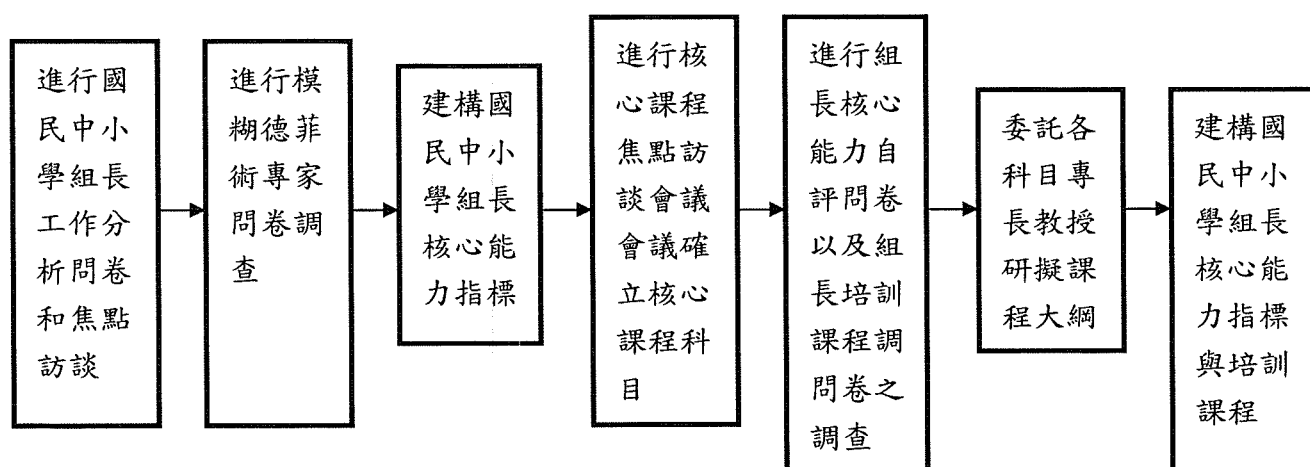 進行國
民中小
學組長
工作分
析問卷
和焦點
訪談
進行模
糊德菲
術專家
問卷調
查
建構國
民中小
學組長
核心能
力指標
進行核
心課程
焦點訪
談會議
會議確
立核心
課程科
目
進行組
長核心
能力自
評問卷
以及組
長培訓
課程調
問卷之
調查
委託各
科目專
長教授
研擬課
程大綱
建構國
民中小
學組長
核心能
力指標
與培訓
課程